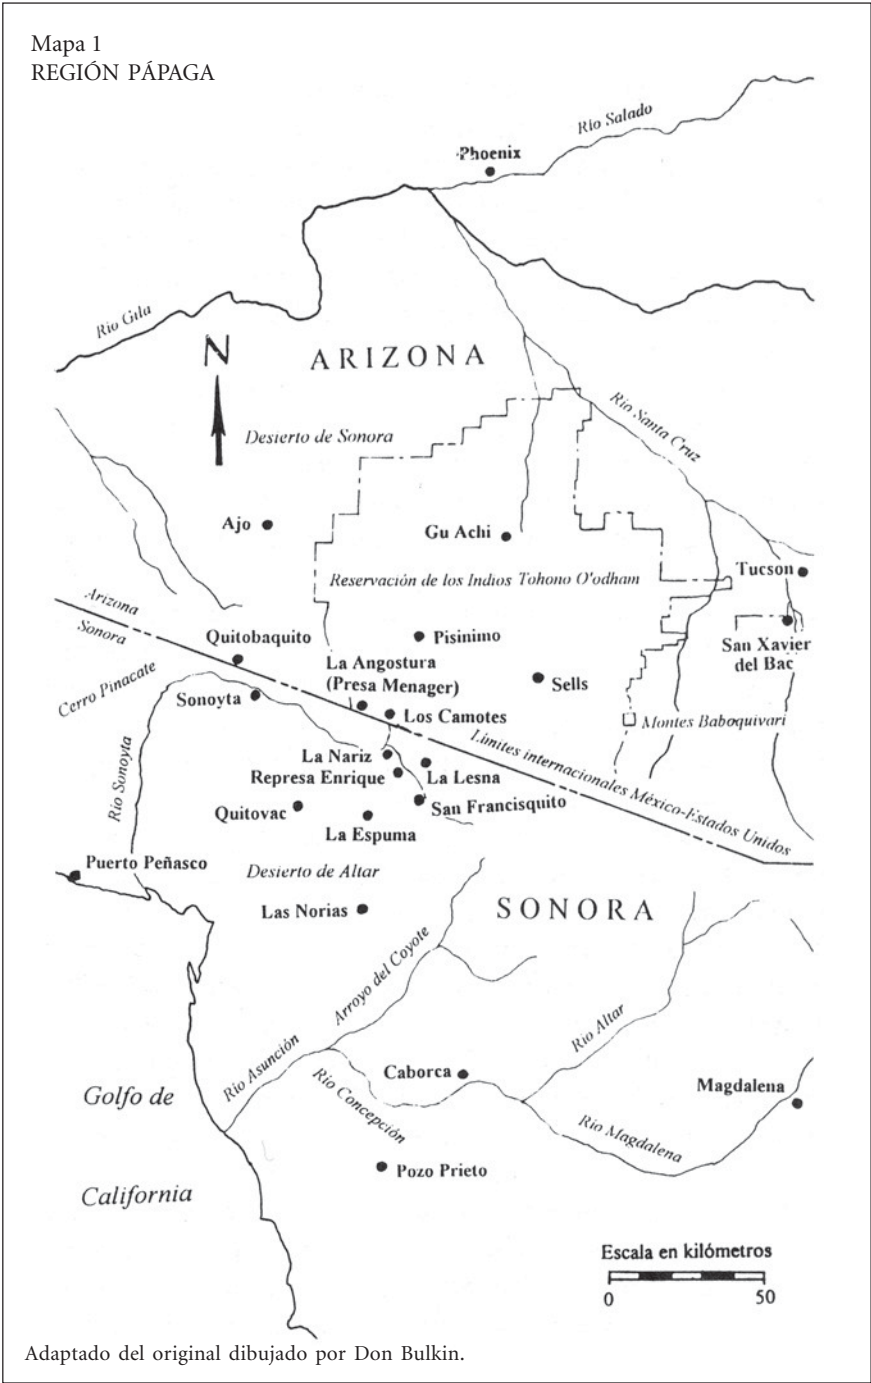 Mapa 1
REGIÓN PÁPAGA
Río Salado
Phoenix
Rio Gila
N
ARIZONA
Río Santa Cruz
Desierto de Sonora
Ajo
Gu Achi
Reservación de los Indios Tohono O'odham
Tucson
Arizona
Sonora
Quitobaquito
Pisinimo
San Xavier
del Bac
La Angostura
(Presa Menager)
Sells
Cerro Pinacate
Sonoyta
Los Camotes
Montes Baboquivari
Límites internacionales México-Estados Unidos
La Nariz
Represa Enrique
La Lesna
Río Sonoyta
Quitovac
San Francisquito
La Espuma
Puerto Peñasco
Desierto de Altar
Las Norias
SONORA
Arroyo del Coyote
Río Altar
Río Asunción
Caborca
Río Concepción
Magdalena
Golfo de
California
Río Magdalena
Pozo Prieto
Escala en kilómetros
0 50
Adaptado del original dibujado por Don Bulkin.